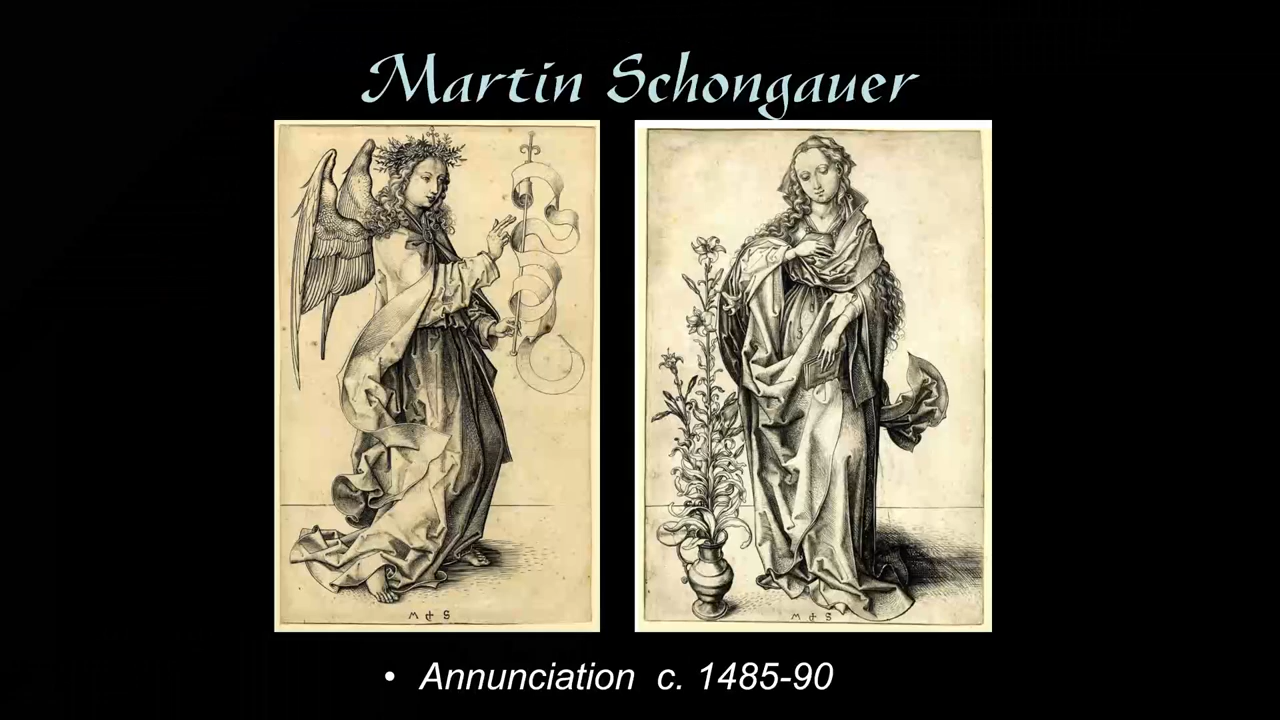 Martin Schongauer
M S
M S
• Annunciation c. 1485-90